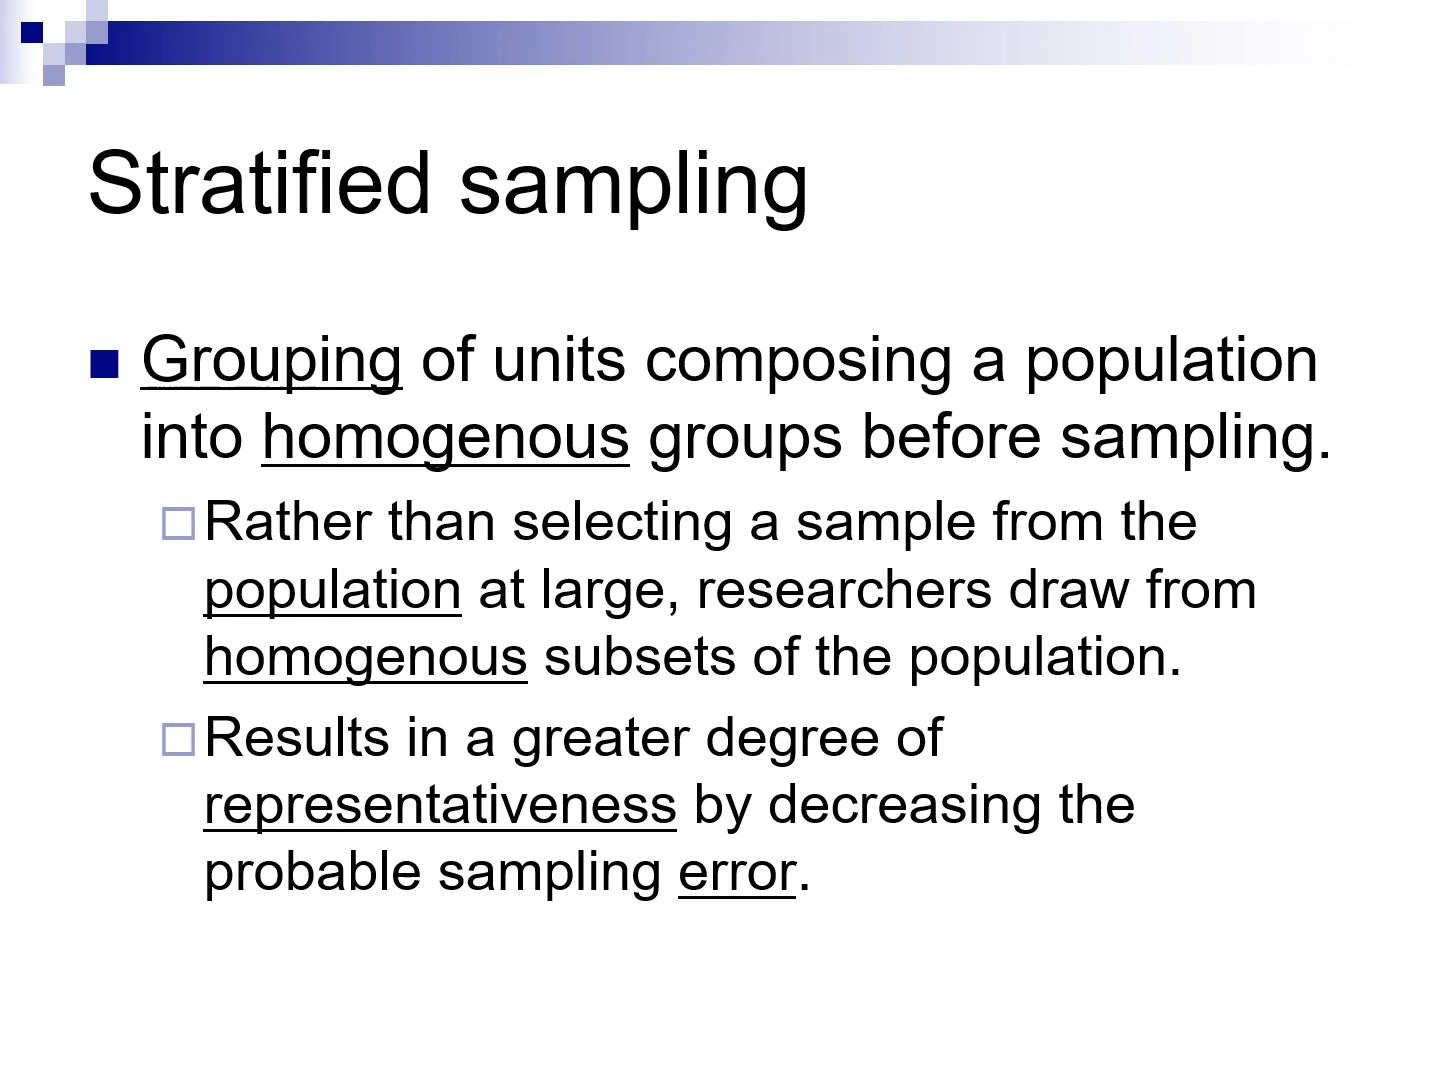 Stratified sampling
Grouping of units composing a population
into homogenous groups before sampling.
Rather than selecting a sample from the
population at large, researchers draw from
homogenous subsets of the population.
Results in a greater degree of
representativeness by decreasing the
probable sampling error.